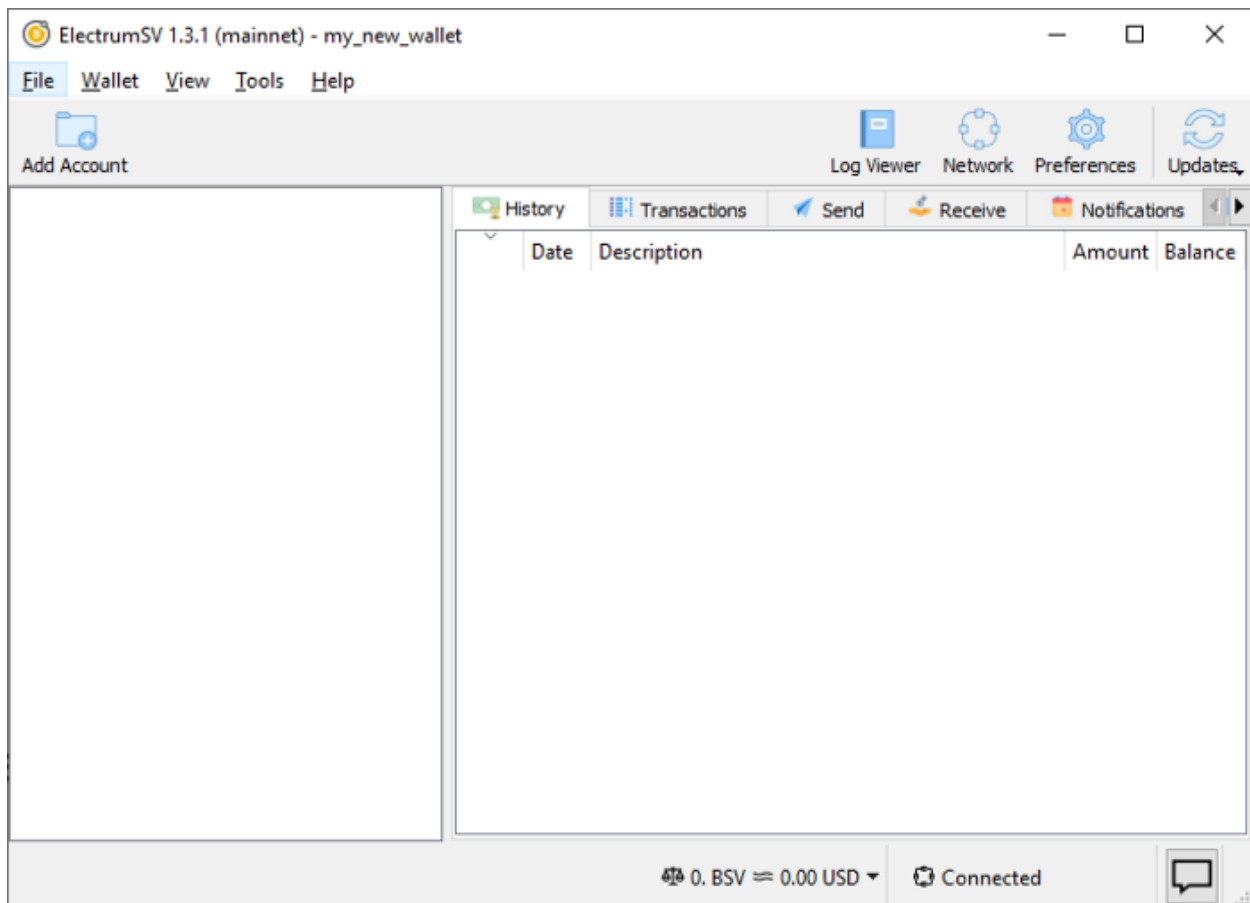 ElectrumSV 1.3.1 (mainnet) - my_new_wallet
File Wallet View Tools Help
Add Account
Log Viewer Network Preferences Updates
History Transactions Send Receive Notifications
Date Description Amount Balance
0. BSV ≈ 0.00 USD
Connected